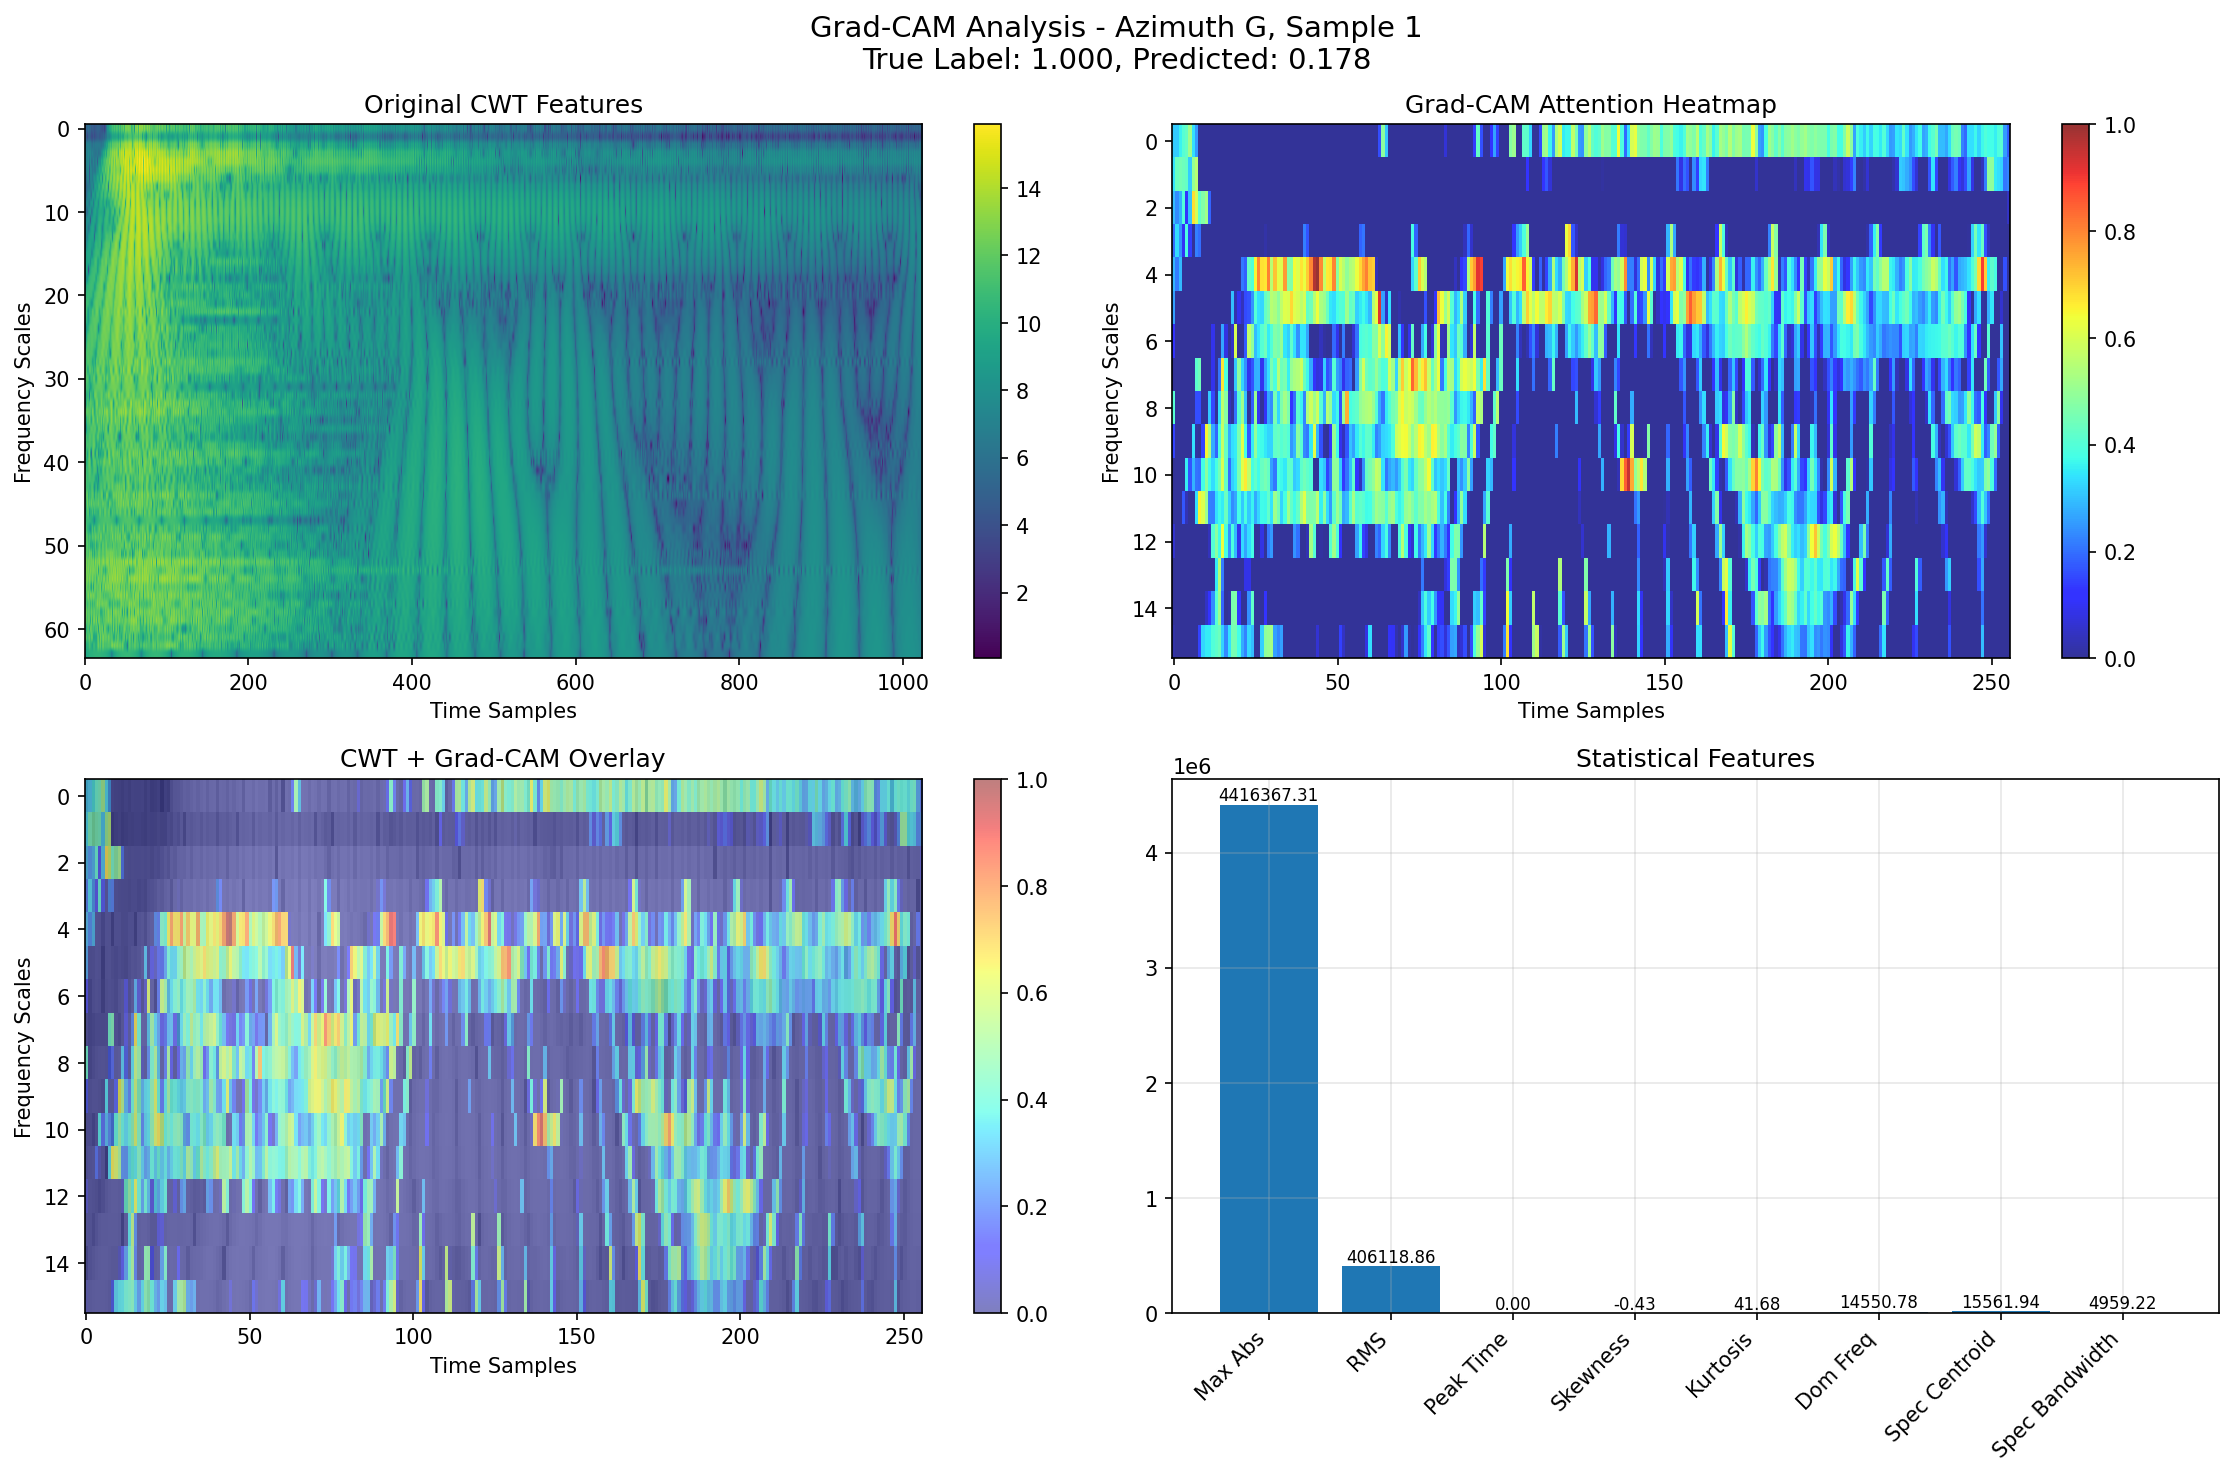 Grad-CAM Analysis - Azimuth G, Sample 1
True Label: 1.000, Predicted: 0.178
Original CWT Features
0
10
20
30
40
50
60
Frequency Scales
0 200 400 600 800 1000
Time Samples
14
12
10
8
6
4
2
Grad-CAM Attention Heatmap
0
2
4
6
8
10
12
14
Frequency Scales
0 50 100 150 200 250
Time Samples
1.0
0.8
0.6
0.4
0.2
0.0
CWT + Grad-CAM Overlay
0
2
4
6
8
10
12
14
Frequency Scales
0 50 100 150 200 250
Time Samples
1.0
0.8
0.6
0.4
0.2
0.0
Statistical Features
1e6
4
3
2
1
0
4416367.31
406118.86
0.00
-0.43
41.68
14550.78
15561.94
4959.22
Max Abs
RMS
Peak Time
Skewness
Kurtosis
Dom Freq
Spec Centroid
Spec Bandwidth